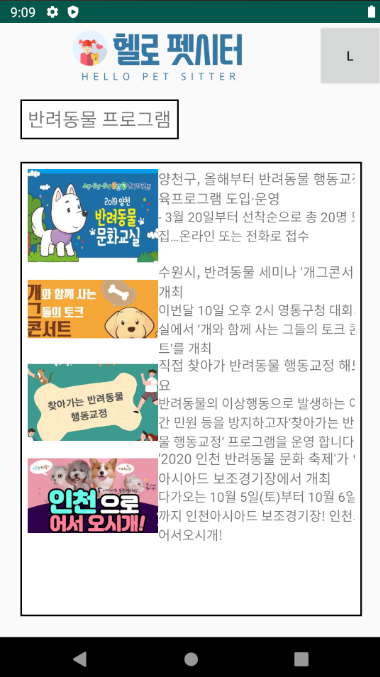 9:09
헬로 펫시터
HELLO PET SITTER
L
반려동물 프로그램
양천구, 올해부터 반려동물 행동교
육프로그램 도입·운영
- 3월 20일부터 선착순으로 총 20명
집...온라인 또는 전화로 접수
2019 양천
반려동물
문화교실
수원시, 반려동물 세미나 '개그콘서
개최
이번달 10일 오후 2시 영통구청 대회
실에서 '개와 함께 사는 그들의 토크 콘
트'를 개최
개와 함께 사는
그들의 토크
콘서트
직접 찾아가 반려동물 행동교정 해
요
반려동물의 이상행동으로 발생하는
간 민원 등을 방지하고자'찾아가는 반
물 행동교정' 프로그램을 운영 합니다
찾아가는 반려동물
행동교정
'2020 인천 반려동물 문화 축제'가
아시아드 보조경기장에서 개최
다가오는 10월 5일(토)부터 10월 6일
까지 인천아시아드 보조경기장! 인천
어서오시개!
인천으로
어서 오시개!